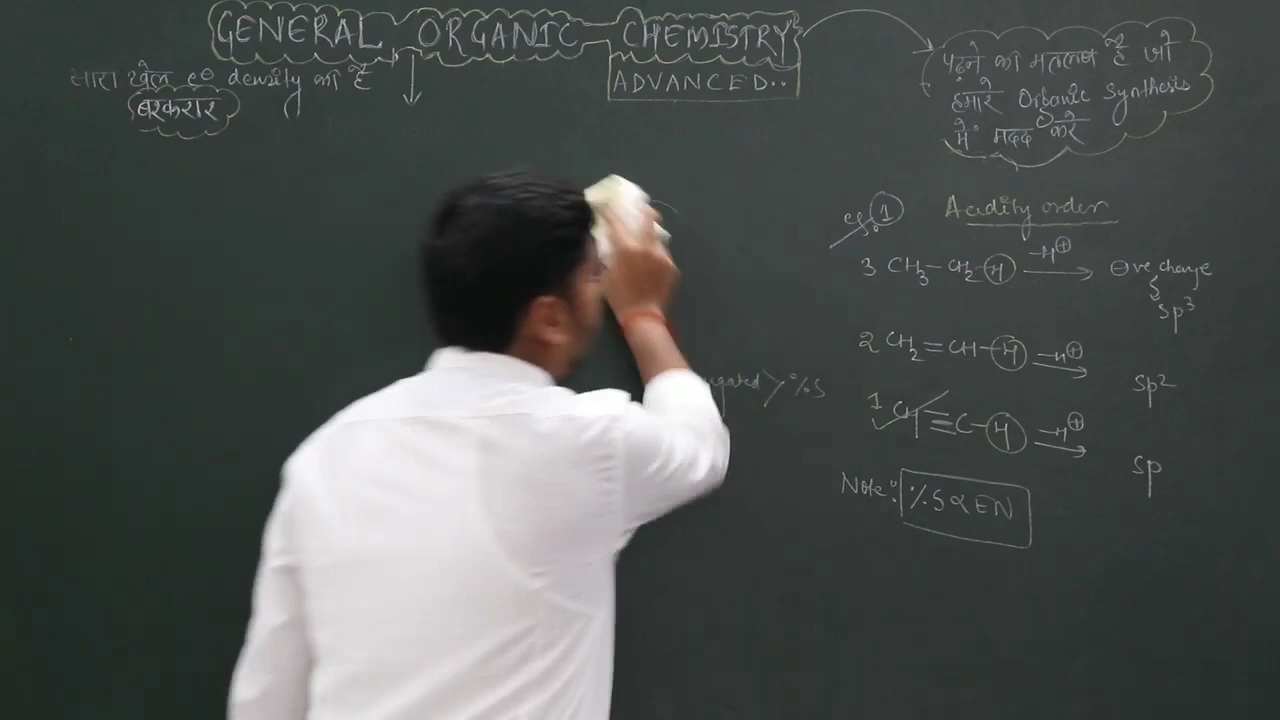 GENERAL ORGANIC CHEMISTRY
ADVANCED..
सारा खेल e⊖ density का है
बरकरार
पढ़ने का मतलब है जो
हमारे Organic Synthesis
में मदद करे
eg. 1 Acidity order
3 CH₃–CH₂–H –H⊕ → ⊖ve charge
sp³
2 CH₂=CH–H –H⊕ →
sp²
ugated > %S
1 CH≡C–H –H⊕ →
sp
Note: %S α EN